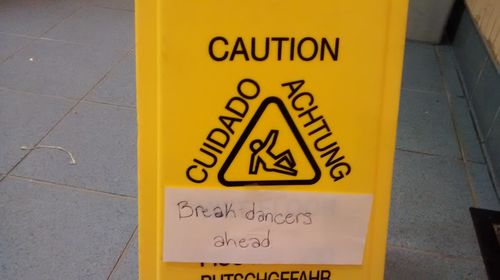 CAUTION
CUIDADO
ACHTUNG
Break dancers
ahead
RUTSCHGEFAHR